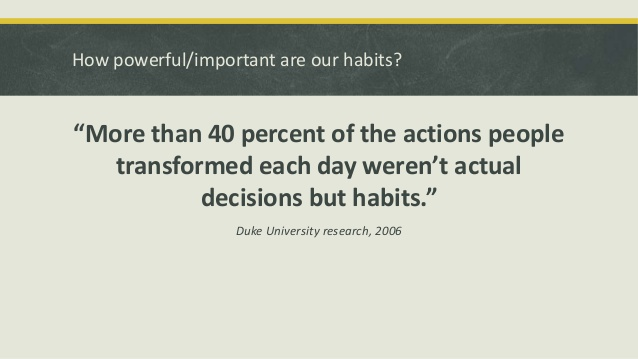 How powerful/important are our habits?
“More than 40 percent of the actions people
transformed each day weren’t actual
decisions but habits.”
Duke University research, 2006